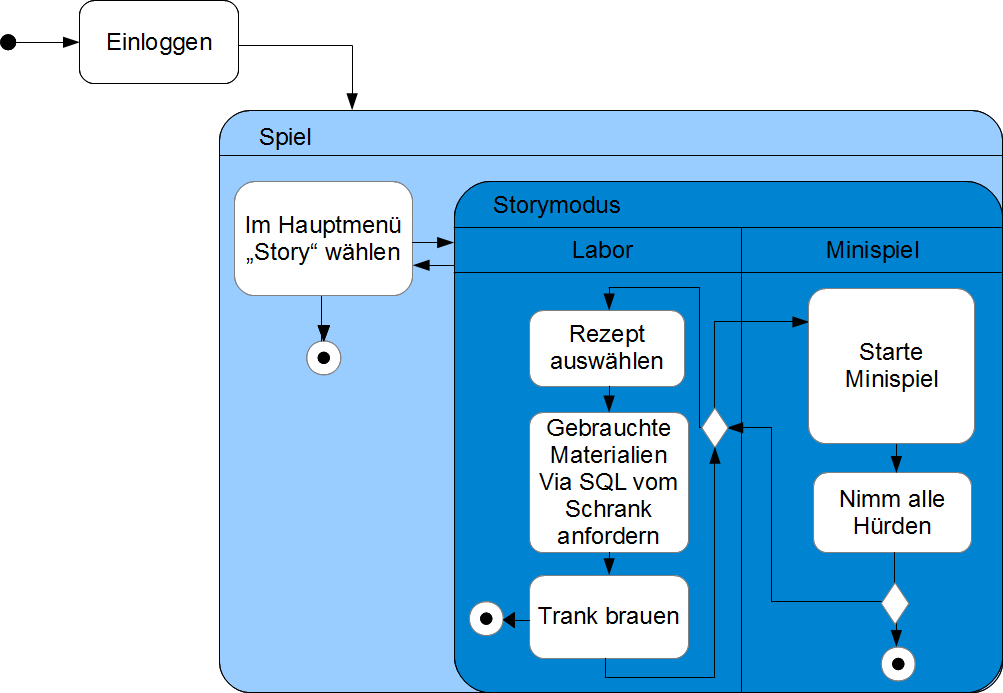 Einloggen
Spiel
Im Hauptmenü
„Story“ wählen
Storymodus
Labor
Minispiel
Rezept
auswählen
Gebrauchte
Materialien
Via SQL vom
Schrank
anfordern
Trank brauen
Starte
Minispiel
Nimm alle
Hürden